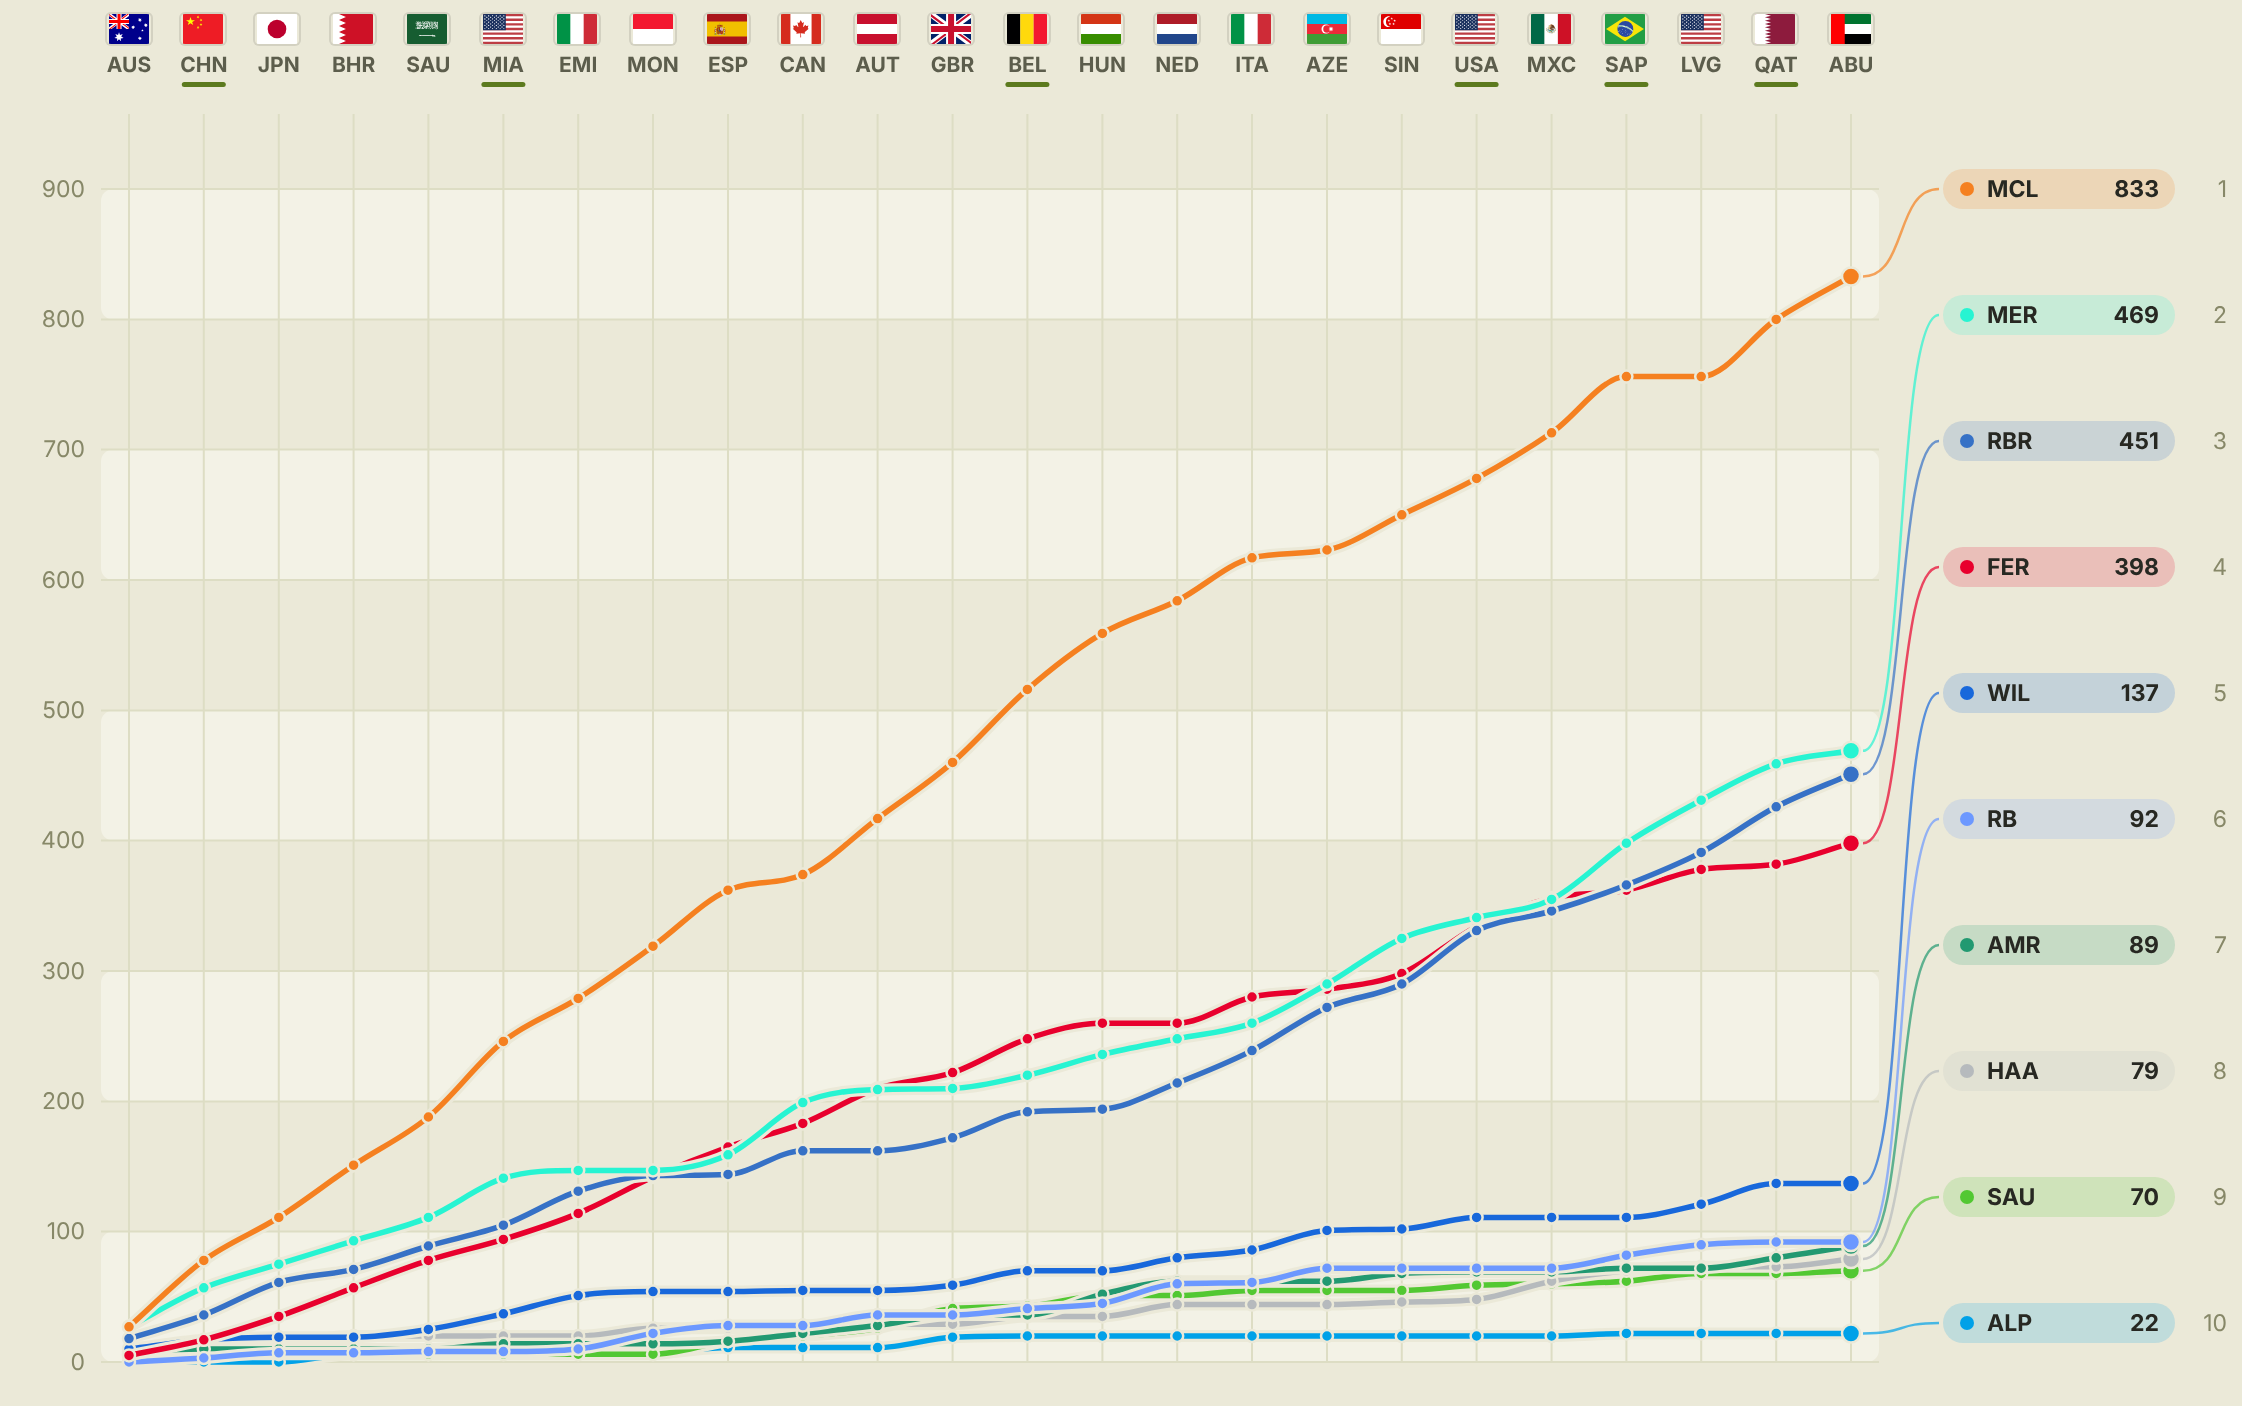 AUS CHN JPN BHR SAU MIA EMI MON ESP CAN AUT GBR BEL HUN NED ITA AZE SIN USA MXC SAP LVG QAT ABU
900
800
700
600
500
400
300
200
100
0
MCL 833 1
MER 469 2
RBR 451 3
FER 398 4
WIL 137 5
RB 92 6
AMR 89 7
HAA 79 8
SAU 70 9
ALP 22 10